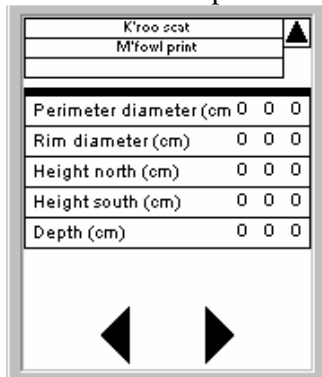 K'roo scat
M'fowl print
Perimeter diameter (cm 0 0 0
Rim diameter (cm) 0 0 0
Height north (cm) 0 0 0
Height south (cm) 0 0 0
Depth (cm) 0 0 0